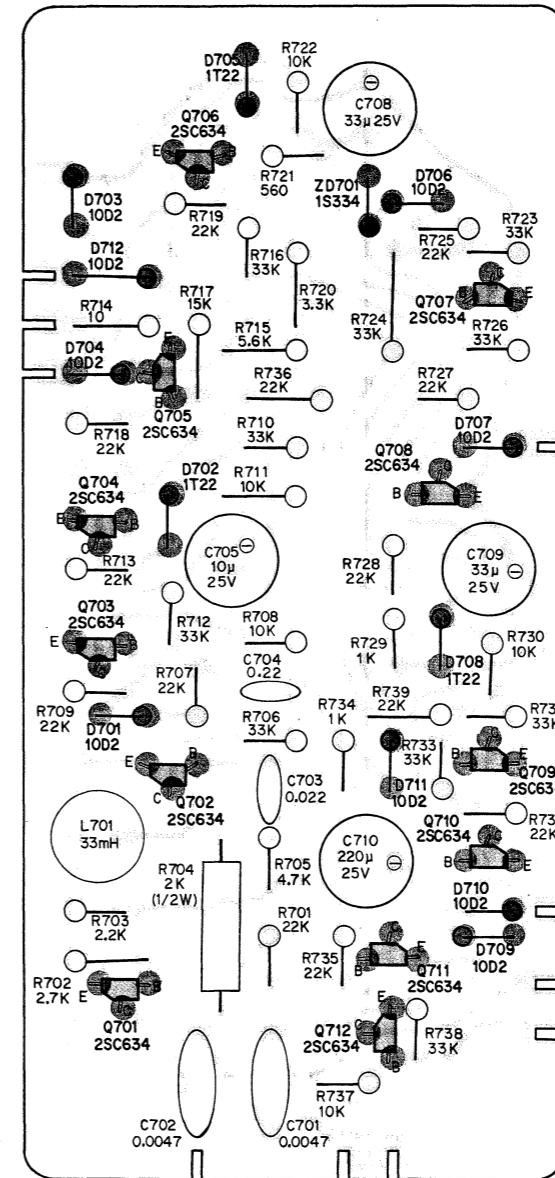 D705
1T22
R722
10K
C708
33μ 25V
Q706
2SC634
E
B
C
R721
560
ZD701
1S334
D706
10D2
D703
10D2
R719
22K
R723
33K
R725
22K
D712
10D2
R716
33K
R720
3.3K
R717
15K
R714
10
Q707
2SC634
B
C
E
R724
33K
R726
33K
R715
5.6K
D704
10D2
E
C
B
Q705
2SC634
R736
22K
R727
22K
R718
22K
R710
33K
D707
10D2
Q708
2SC634
C
B
E
D702
1T22
R711
10K
Q704
2SC634
E
B
C
C705
10μ
25V
C709
33μ
25V
R713
22K
R728
22K
Q703
2SC634
E
B
C
R712
33K
R708
10K
R729
1K
R730
10K
C704
0.22
D708
1T22
R707
22K
R709
22K
D701
10D2
R706
33K
R734
1K
R739
22K
R73
33K
R733
33K
E
B
C
Q702
2SC634
C703
0.022
D711
10D2
B
C
E
Q709
2SC63
L701
33mH
C710
220μ
25V
Q710
2SC634
R73
22K
C
B
E
R704
2K
(1/2W)
R705
4.7K
D710
10D2
R703
2.2K
R701
22K
D709
10D2
R702
2.7K
E
B
C
Q701
2SC634
R735
22K
C
E
B
Q711
2SC634
Q712
2SC634
E
C
B
R738
33K
R737
10K
C702
0.0047
C701
0.0047